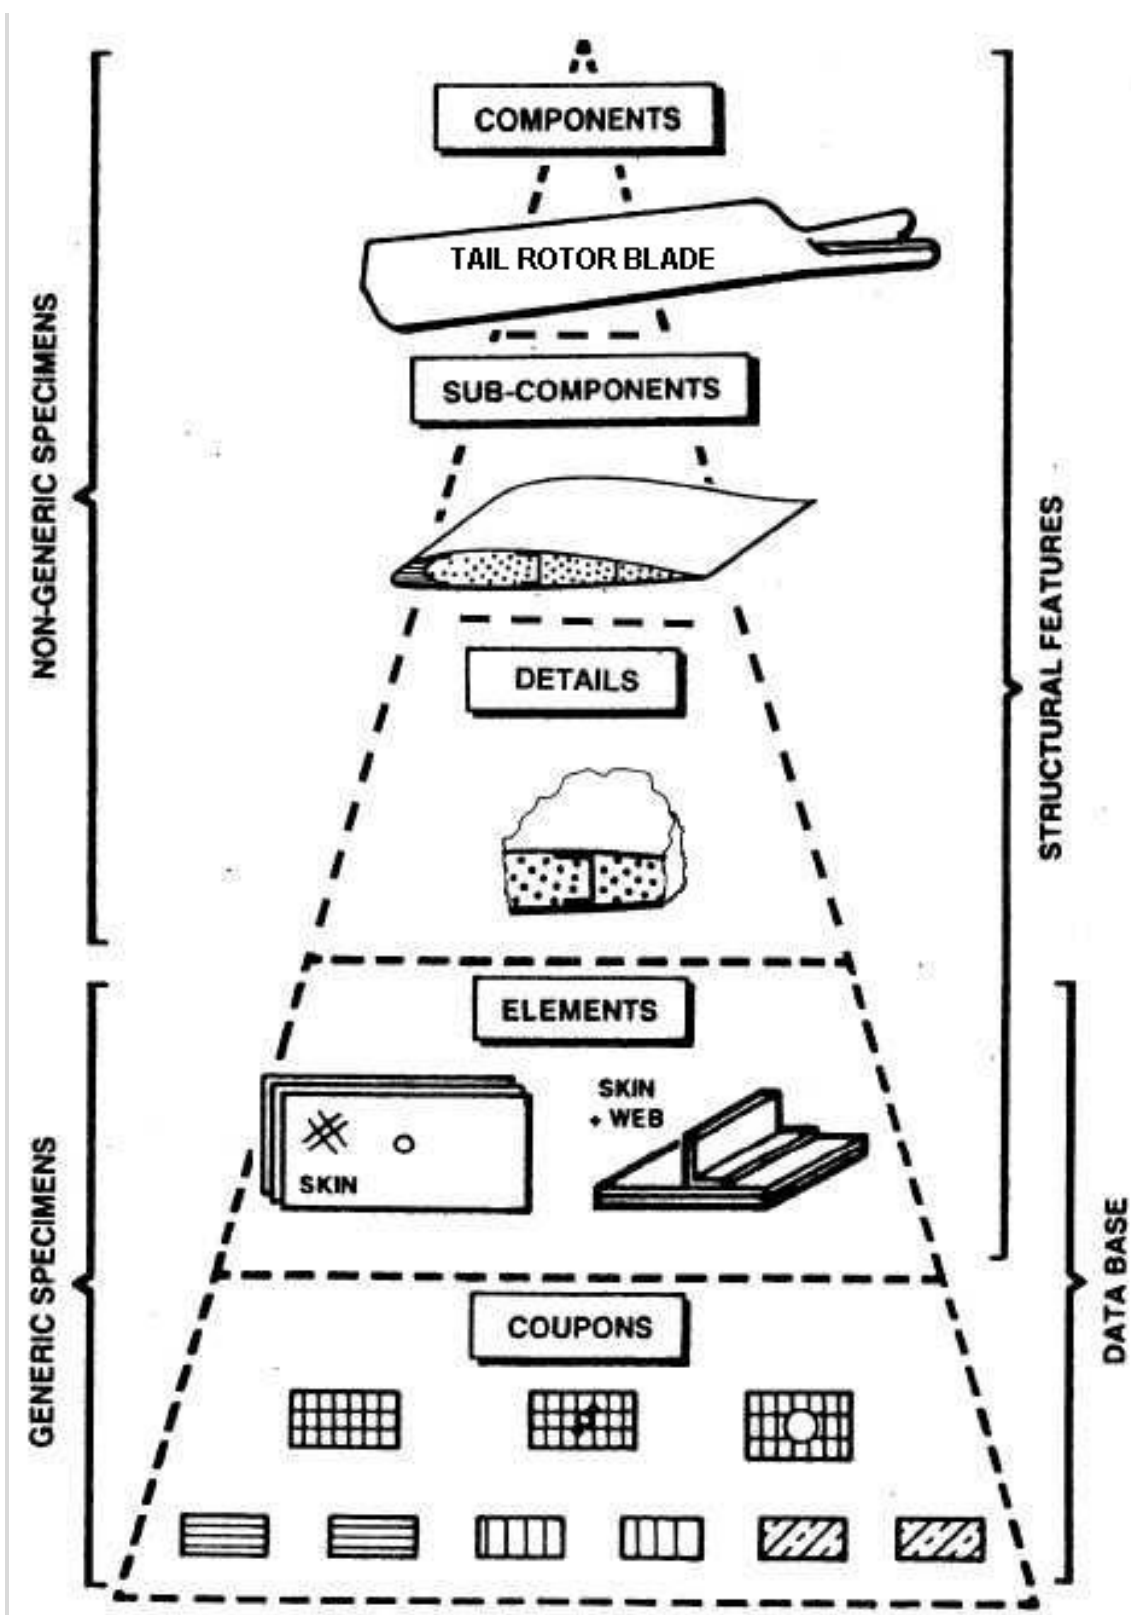 COMPONENTS
TAIL ROTOR BLADE
SUB-COMPONENTS
NON-GENERIC SPECIMENS
STRUCTURAL FEATURES
DETAILS
ELEMENTS
SKIN
+ WEB
SKIN
GENERIC SPECIMENS
DATA BASE
COUPONS